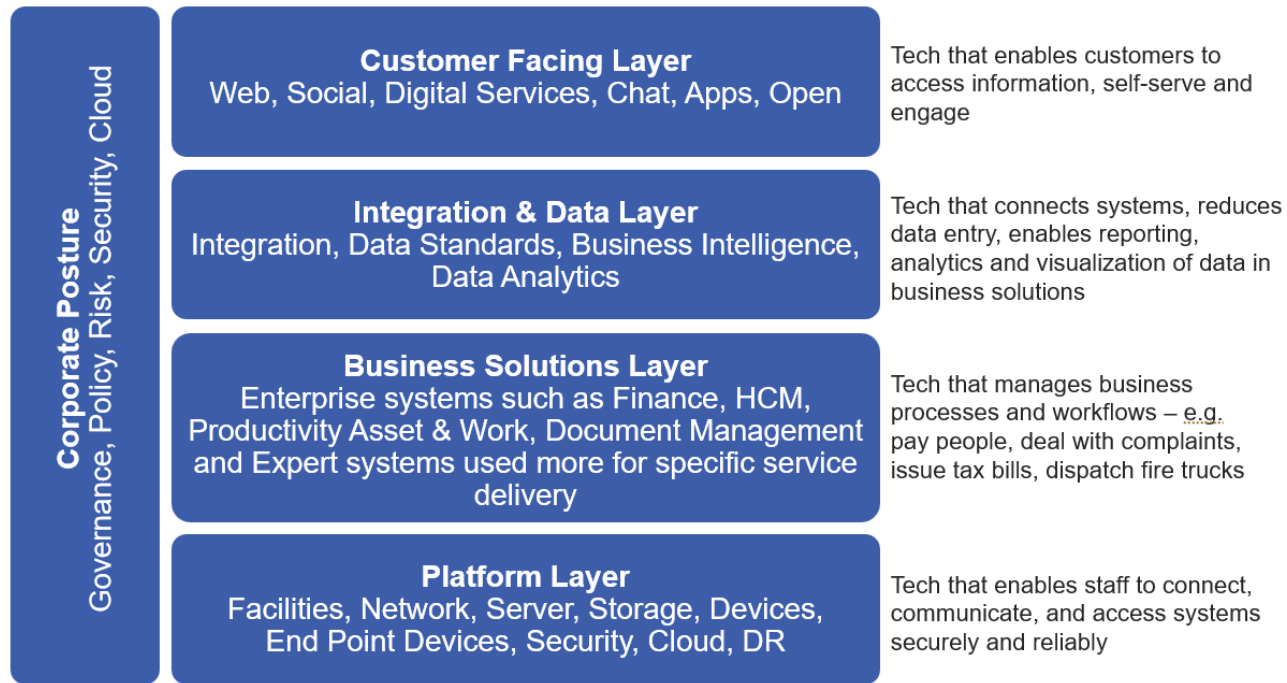 Corporate Posture
Governance, Policy, Risk, Security, Cloud
Customer Facing Layer
Web, Social, Digital Services, Chat, Apps, Open
Tech that enables customers to
access information, self-serve and
engage
Integration & Data Layer
Integration, Data Standards, Business Intelligence,
Data Analytics
Tech that connects systems, reduces
data entry, enables reporting,
analytics and visualization of data in
business solutions
Business Solutions Layer
Enterprise systems such as Finance, HCM,
Productivity Asset & Work, Document Management
and Expert systems used more for specific service
delivery
Tech that manages business
processes and workflows – e.g.
pay people, deal with complaints,
issue tax bills, dispatch fire trucks
Platform Layer
Facilities, Network, Server, Storage, Devices,
End Point Devices, Security, Cloud, DR
Tech that enables staff to connect,
communicate, and access systems
securely and reliably